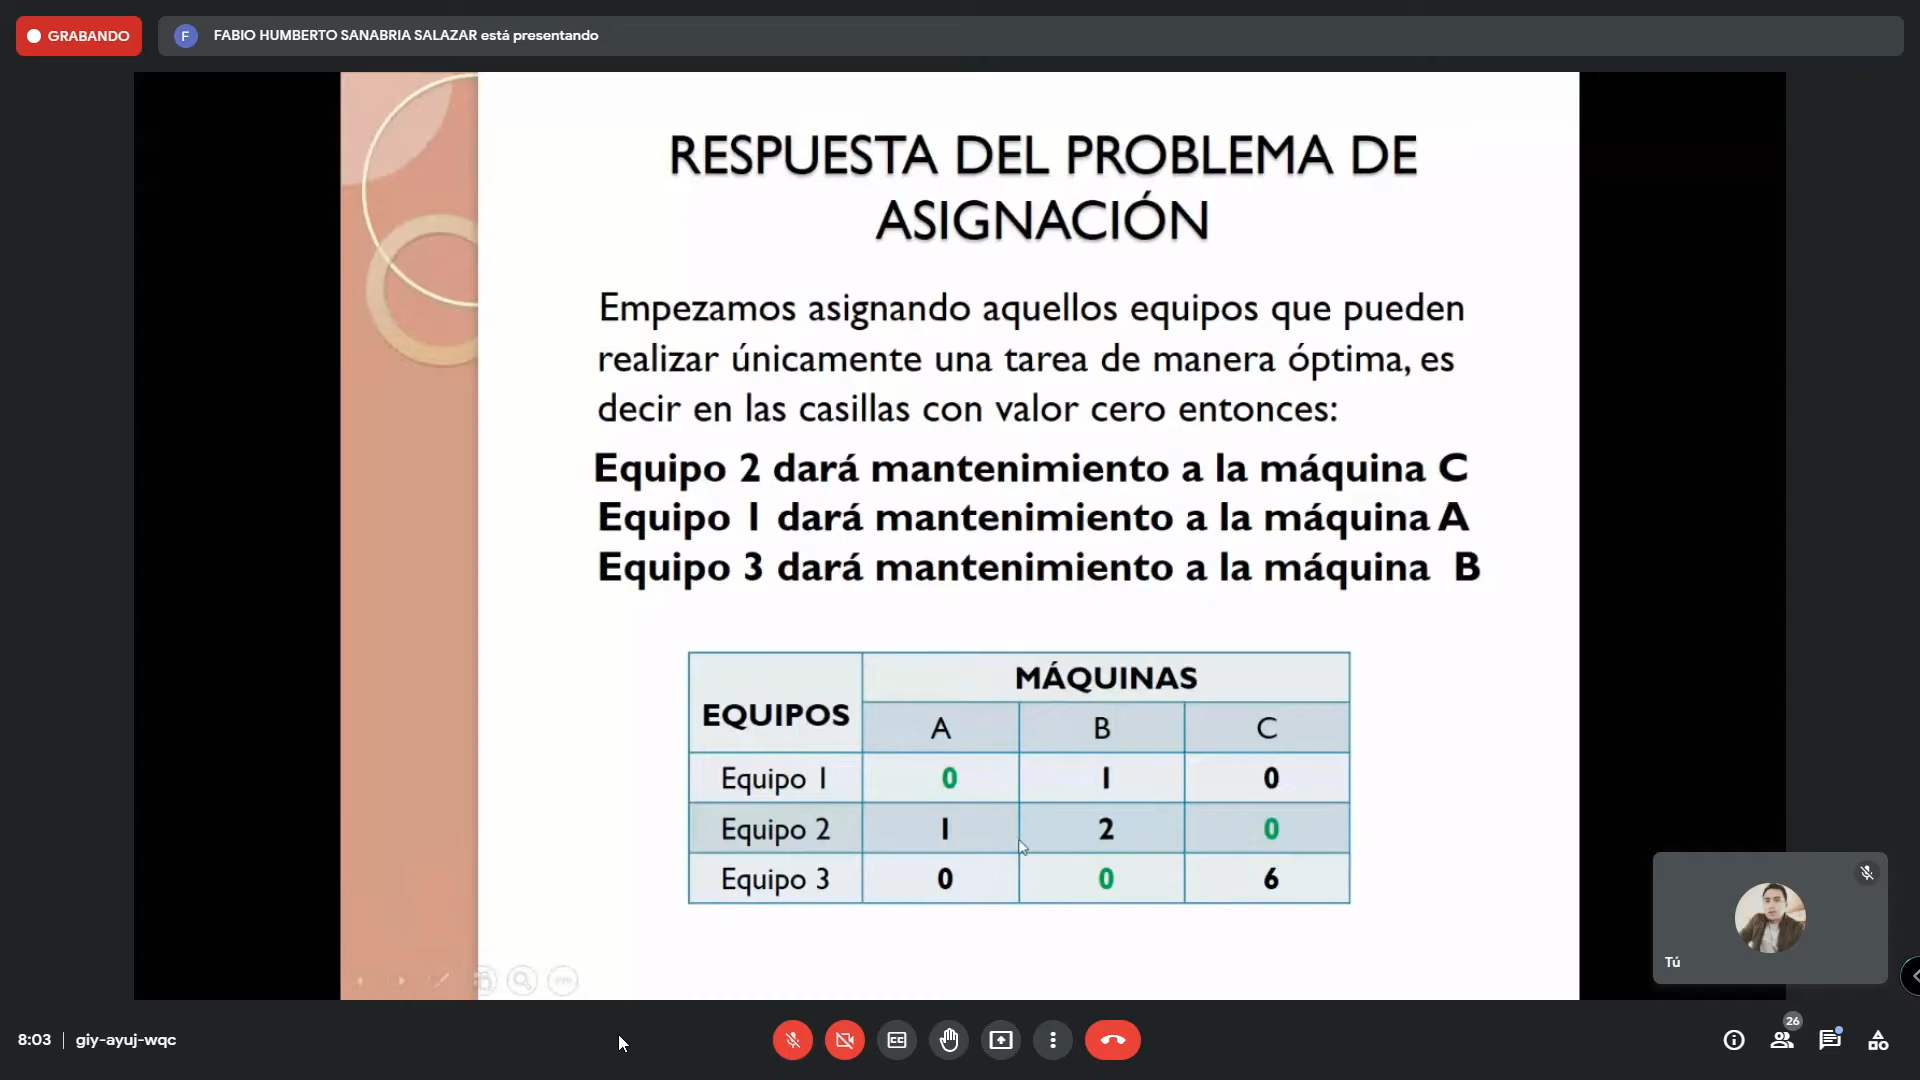 GRABANDO
F FABIO HUMBERTO SANABRIA SALAZAR está presentando
RESPUESTA DEL PROBLEMA DE
ASIGNACIÓN
Empezamos asignando aquellos equipos que pueden
realizar únicamente una tarea de manera óptima, es
decir en las casillas con valor cero entonces:
Equipo 2 dará mantenimiento a la máquina C
Equipo 1 dará mantenimiento a la máquina A
Equipo 3 dará mantenimiento a la máquina B
EQUIPOS MÁQUINAS
A B C
Equipo 1 0 1 0
Equipo 2 1 2 0
Equipo 3 0 0 6
Tú
8:03 | giy-ayuj-wqc
26